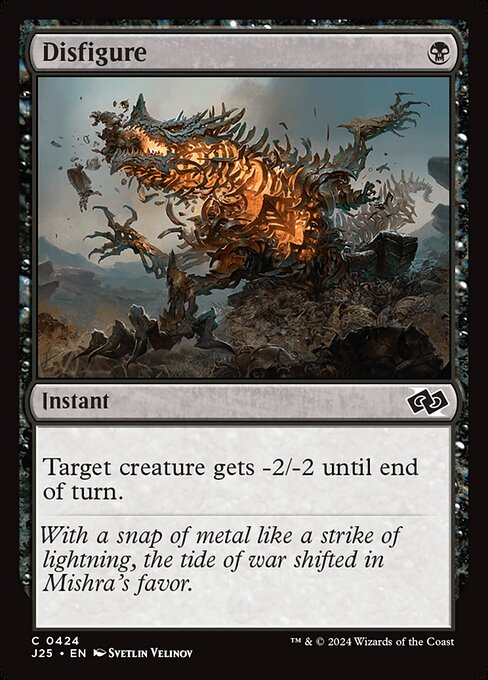 Disfigure
Instant
Target creature gets -2/-2 until end
of turn.
With a snap of metal like a strike of
lightning, the tide of war shifted in
Mishra's favor.
C 0424
J25 • EN Svetlin Velinov
™ & © 2024 Wizards of the Coast